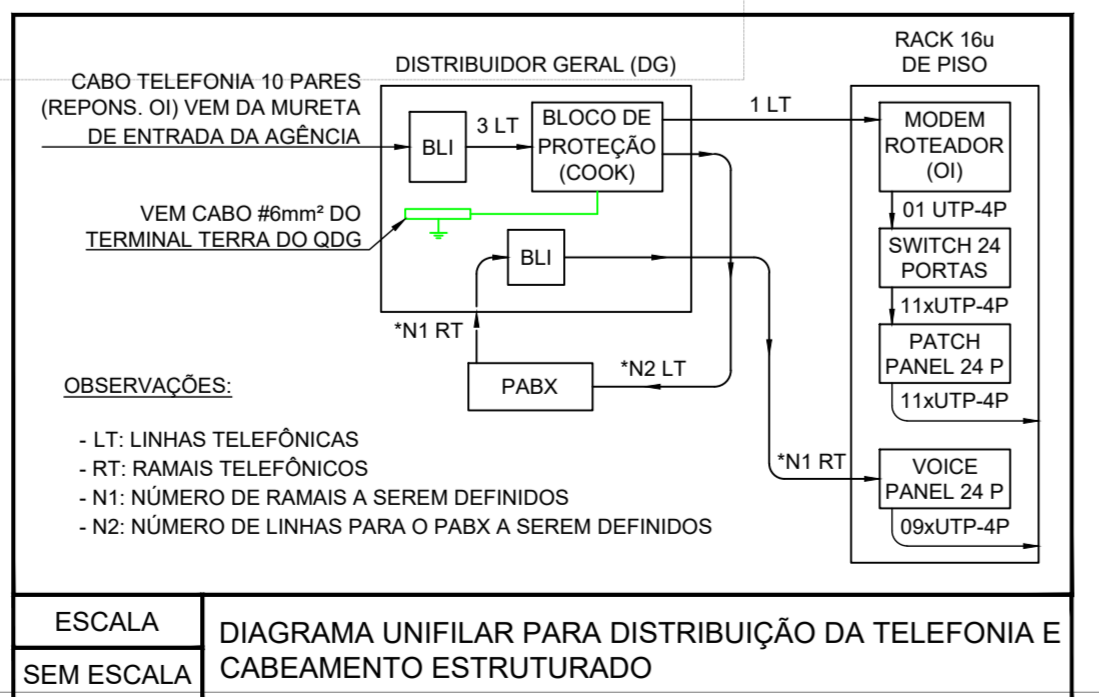 RACK 16u
DE PISO
DISTRIBUIDOR GERAL (DG)
CABO TELEFONIA 10 PARES
(REPONS. OI) VEM DA MURETA
DE ENTRADA DA AGÊNCIA
BLI
3 LT
BLOCO DE
PROTEÇÃO
(COOK)
1 LT
MODEM
ROTEADOR
(OI)
01 UTP-4P
VEM CABO #6mm² DO
TERMINAL TERRA DO QDG
BLI
SWITCH 24
PORTAS
11xUTP-4P
*N1 RT
PATCH
PANEL 24 P
*N2 LT
PABX
11xUTP-4P
OBSERVAÇÕES:
- LT: LINHAS TELEFÔNICAS
- RT: RAMAIS TELEFÔNICOS
- N1: NÚMERO DE RAMAIS A SEREM DEFINIDOS
- N2: NÚMERO DE LINHAS PARA O PABX A SEREM DEFINIDOS
*N1 RT
VOICE
PANEL 24 P
09xUTP-4P
ESCALA
SEM ESCALA
DIAGRAMA UNIFILAR PARA DISTRIBUIÇÃO DA TELEFONIA E
CABEAMENTO ESTRUTURADO